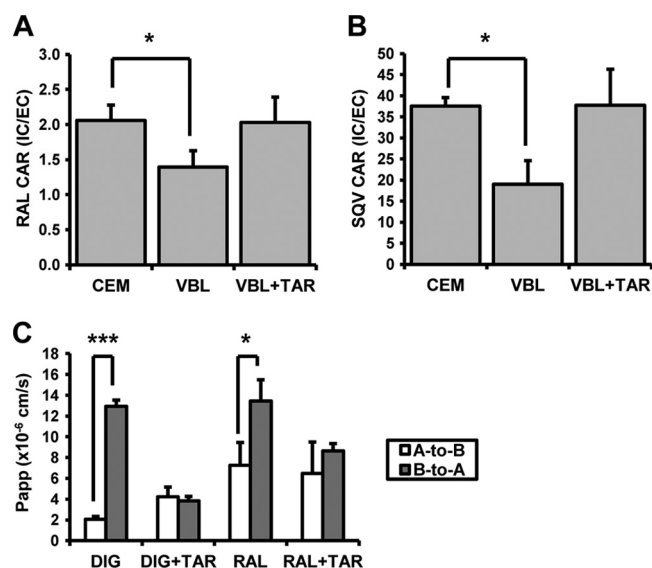 A
*
RAL CAR (IC/EC)
3.0
2.5
2.0
1.5
1.0
0.5
0.0
CEM VBL VBL+TAR
B
*
SQV CAR (IC/EC)
50
45
40
35
30
25
20
15
10
5
0
CEM VBL VBL+TAR
C
*** *
Papp (x10⁻⁶ cm/s)
18
16
14
12
10
8
6
4
2
0
DIG DIG+TAR RAL RAL+TAR
A-to-B
B-to-A